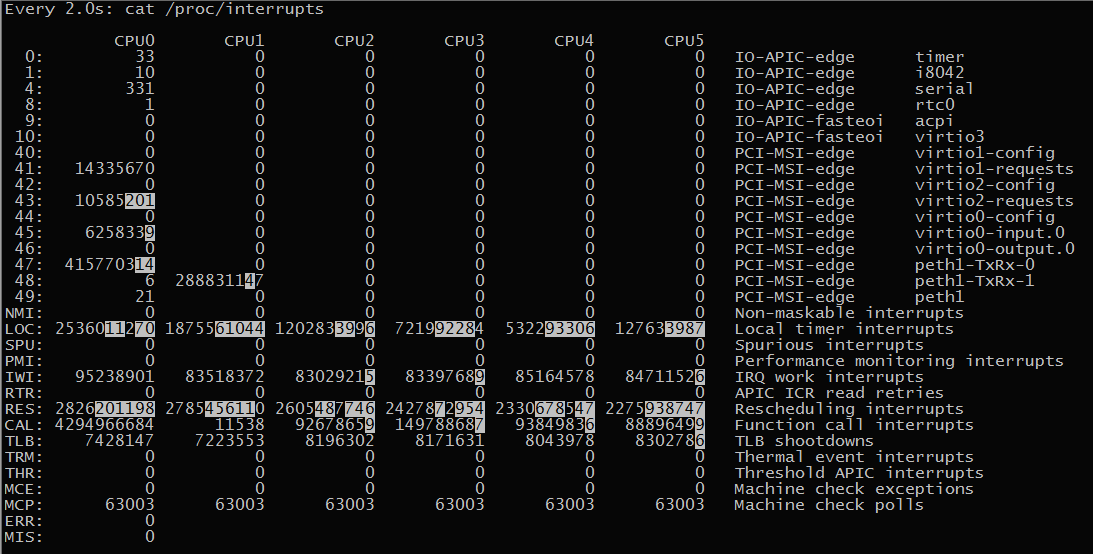 Every 2.0s: cat /proc/interrupts
CPU0 CPU1 CPU2 CPU3 CPU4 CPU5
0: 33 0 0 0 0 0 IO-APIC-edge timer
1: 10 0 0 0 0 0 IO-APIC-edge i8042
4: 331 0 0 0 0 0 IO-APIC-edge serial
8: 1 0 0 0 0 0 IO-APIC-edge rtc0
9: 0 0 0 0 0 0 IO-APIC-fasteoi acpi
10: 0 0 0 0 0 0 IO-APIC-fasteoi virtio3
40: 0 0 0 0 0 0 PCI-MSI-edge virtio1-config
41: 14335670 0 0 0 0 0 PCI-MSI-edge virtio1-requests
42: 0 0 0 0 0 0 PCI-MSI-edge virtio2-config
43: 10585201 0 0 0 0 0 PCI-MSI-edge virtio2-requests
44: 0 0 0 0 0 0 PCI-MSI-edge virtio0-config
45: 6258339 0 0 0 0 0 PCI-MSI-edge virtio0-input.0
46: 0 0 0 0 0 0 PCI-MSI-edge virtio0-output.0
47: 415770314 0 0 0 0 0 PCI-MSI-edge peth1-TxRx-0
48: 6 288831147 0 0 0 0 PCI-MSI-edge peth1-TxRx-1
49: 21 0 0 0 0 0 PCI-MSI-edge peth1
NMI: 0 0 0 0 0 0 Non-maskable interrupts
LOC: 2536011270 1875561044 1202833996 721992284 532293306 127633987 Local timer interrupts
SPU: 0 0 0 0 0 0 Spurious interrupts
PMI: 0 0 0 0 0 0 Performance monitoring interrupts
IWI: 95238901 83518372 83029215 83397689 85164578 84711526 IRQ work interrupts
RTR: 0 0 0 0 0 0 APIC ICR read retries
RES: 2826201198 2785456110 2605487746 2427872954 2330678547 2275938747 Rescheduling interrupts
CAL: 4294966684 11538 92678659 149788687 93849836 88896499 Function call interrupts
TLB: 7428147 7223553 8196302 8171631 8043978 8302786 TLB shootdowns
TRM: 0 0 0 0 0 0 Thermal event interrupts
THR: 0 0 0 0 0 0 Threshold APIC interrupts
MCE: 0 0 0 0 0 0 Machine check exceptions
MCP: 63003 63003 63003 63003 63003 63003 Machine check polls
ERR: 0
MIS: 0